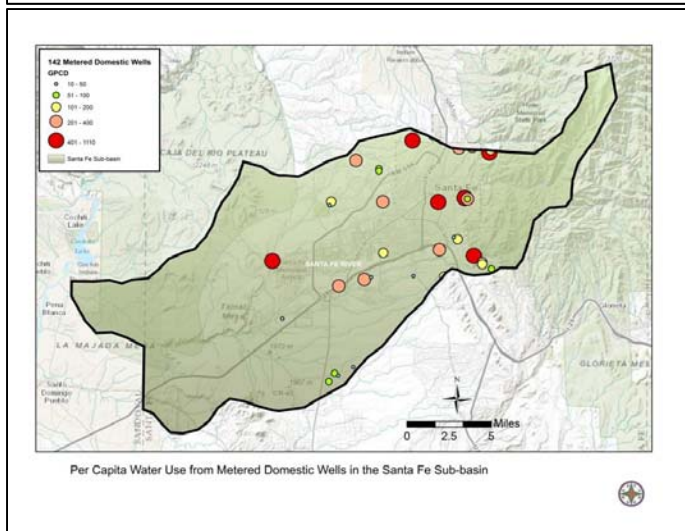 142 Metered Domestic Wells
GPCD
10 - 50
51 - 100
101 - 200
201 - 400
401 - 1110
Santa Fe Sub-basin
CAJA DEL RIO PLATEAU
Santa Fe
Cochiti
Lake
SANTA FE RIVER
Pena
Blanca
LA MAJADA MESA
Santo
Domingo
Pueblo
Glorieta
GLORIETA MES
SANDOVAL
N
Miles
0 2.5 5
Per Capita Water Use from Metered Domestic Wells in the Santa Fe Sub-basin